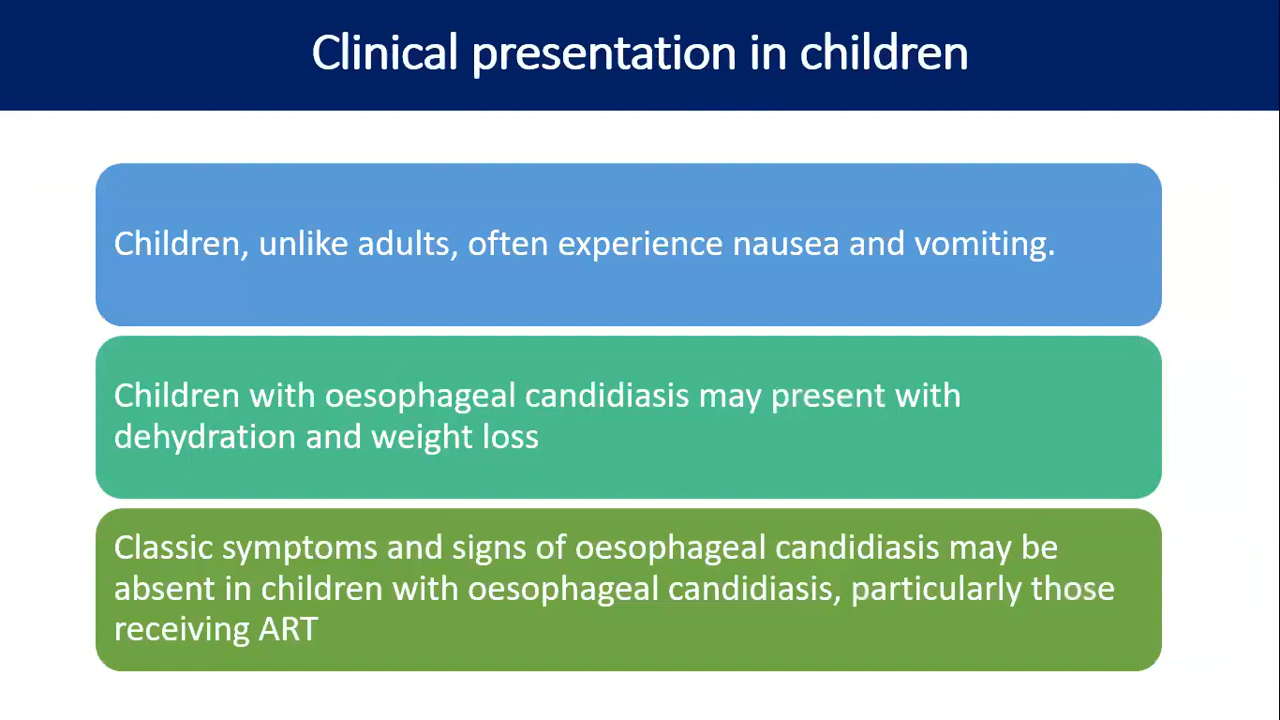 Clinical presentation in children
Children, unlike adults, often experience nausea and vomiting.
Children with oesophageal candidiasis may present with
dehydration and weight loss
Classic symptoms and signs of oesophageal candidiasis may be
absent in children with oesophageal candidiasis, particularly those
receiving ART